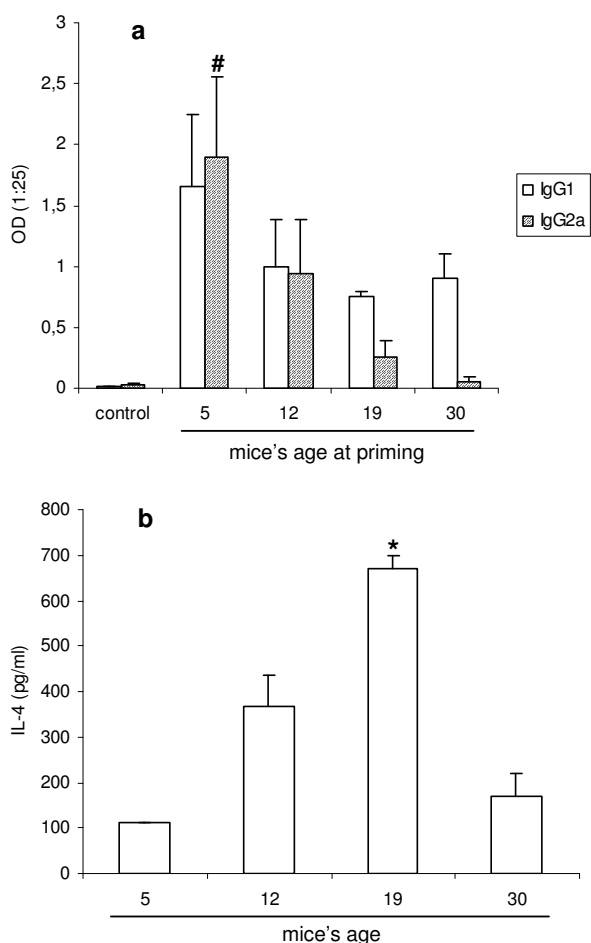 a
3
2,5
2
1,5
1
0,5
0
OD (1:25)
#
IgG1
IgG2a
control 5 12 19 30
mice's age at priming
b
800
700
600
500
400
300
200
100
0
IL-4 (pg/ml)
*
5 12 19 30
mice's age